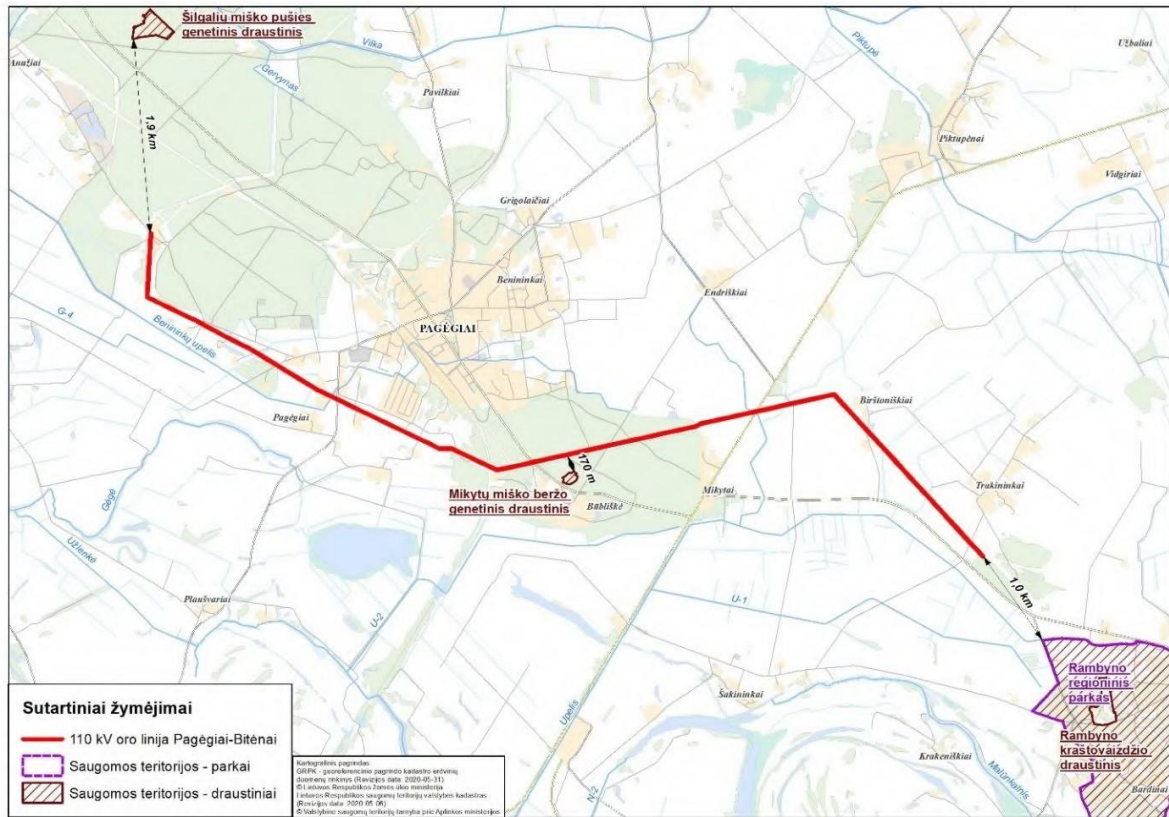 Šilgalių miško pušies
genetinis draustinis
Vilka
Piktupė
Užbaliai
Anužiai
Gervynas
Pavilkiai
1,9 km
Piktupėnai
Vidgiriai
Grigolaičiai
Benininkai
Endriškiai
G-4
Benininkų upelis
PAGĖGIAI
Pagėgiai
Birštoniškiai
170 m
Gėgė
Mikytų miško beržo
genetinis draustinis
Būbliškė
Mikytai
Trakininkai
Užlenkė
Plaušvariai
U-2
U-1
1,0 km
Upelis
Šakininkai
Rambyno
regioninis
parkas
Rambyno
kraštovaizdžio
draustinis
Krakeniškiai
Malūnkalnis
Bardinai
N-2
Sutartiniai žymėjimai
110 kV oro linija Pagėgiai-Bitėnai
Saugomos teritorijos - parkai
Saugomos teritorijos - draustiniai
Kartografinis pagrindas
GRPK - georeferencinio pagrindo kadastro erdvinių
duomenų rinkinys (Revizijos data: 2020-05-31)
© Lietuvos Respublikos žemės ūkio ministerija
Lietuvos Respublikos saugomų teritorijų valstybės kadastras
(Revizijos data: 2020-05-06)
© Valstybinė saugomų teritorijų tarnyba prie Aplinkos ministerijos